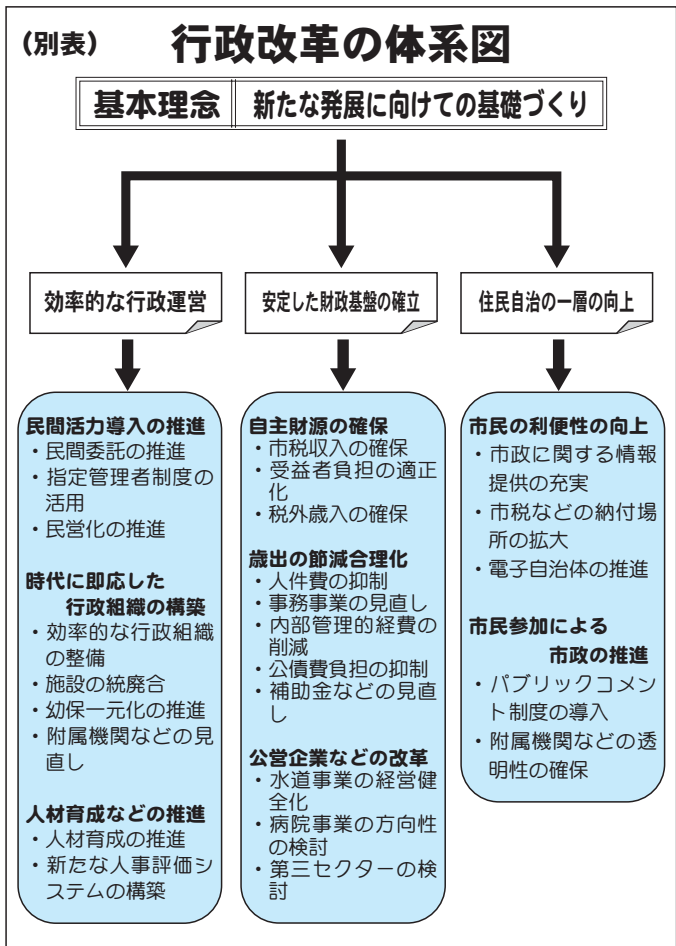 (別表)
行政改革の体系図
基本理念
新たな発展に向けての基礎づくり
効率的な行政運営
民間活力導入の推進
・民間委託の推進
・指定管理者制度の
活用
・民営化の推進
時代に即応した
行政組織の構築
・効率的な行政組織
の整備
・施設の統廃合
・幼保一元化の推進
・附属機関などの見
直し
人材育成などの推進
・人材育成の推進
・新たな人事評価シ
ステムの構築
安定した財政基盤の確立
自主財源の確保
・市税収入の確保
・受益者負担の適正
化
・税外歳入の確保
歳出の節減合理化
・人件費の抑制
・事務事業の見直し
・内部管理的経費の
削減
・公債費負担の抑制
・補助金などの見直
し
公営企業などの改革
・水道事業の経営健
全化
・病院事業の方向性
の検討
・第三セクターの検
討
住民自治の一層の向上
市民の利便性の向上
・市政に関する情報
提供の充実
・市税などの納付場
所の拡大
・電子自治体の推進
市民参加による
市政の推進
・パブリックコメン
ト制度の導入
・附属機関などの透
明性の確保